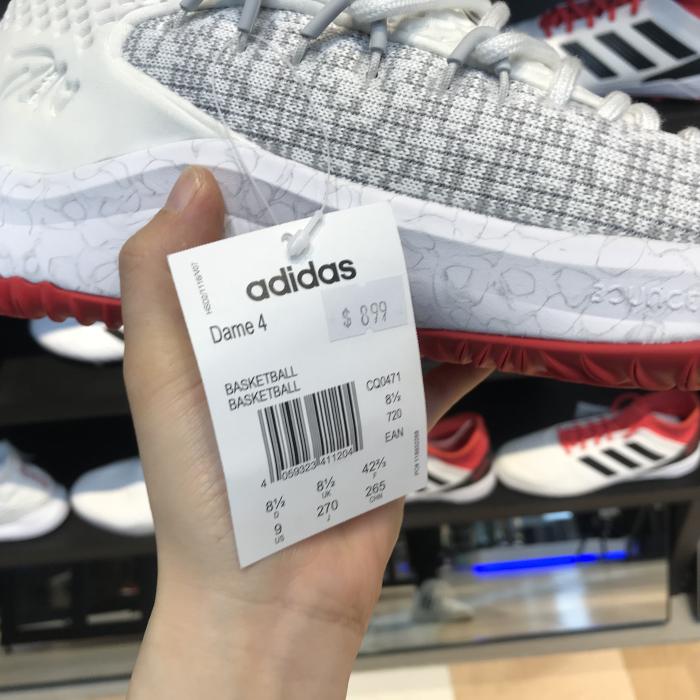 adidas
$ 899
Dame 4
BASKETBALL
BASKETBALL
CQ0471
8½
720
EAN
4 059323 411204
8½ 8½ 42⅔
D UK F
9 270 265
US J CHN
bounce